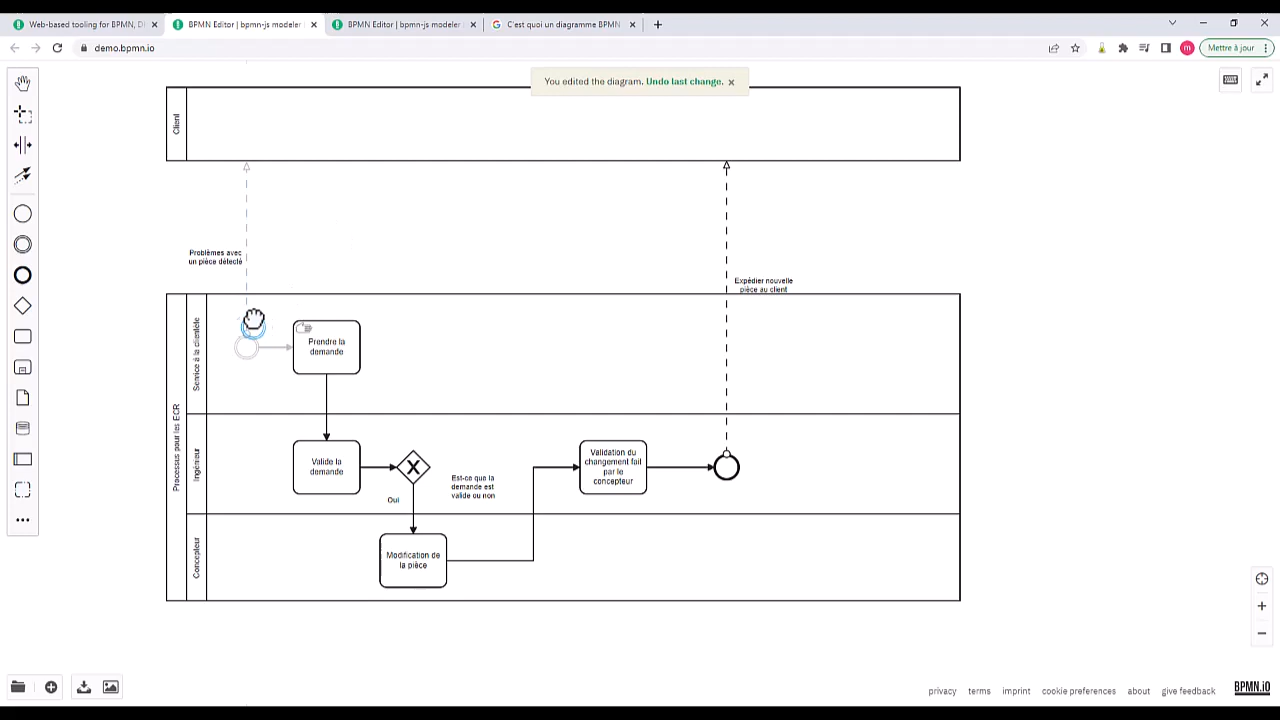 Web-based tooling for BPMN, D
BPMN Editor | bpmn-js modeler
BPMN Editor | bpmn-js modeler
C'est quoi un diagramme BPMN
demo.bpmn.io
m
Mettre à jour
You edited the diagram. Undo last change.
Client
Problèmes avec
un pièce détecté
Expédier nouvelle
pièce au client
Processus pour les ECR
Service à la clientèle
Prendre la
demande
Ingénieur
Valide la
demande
Oui
Est-ce que la
demande est
valide ou non
Validation du
changement fail
par le
concepteur
Concepteur
Modification de
la pièce
privacy
terms
imprint
cookie preferences
about
give feedback
BPMN.iO